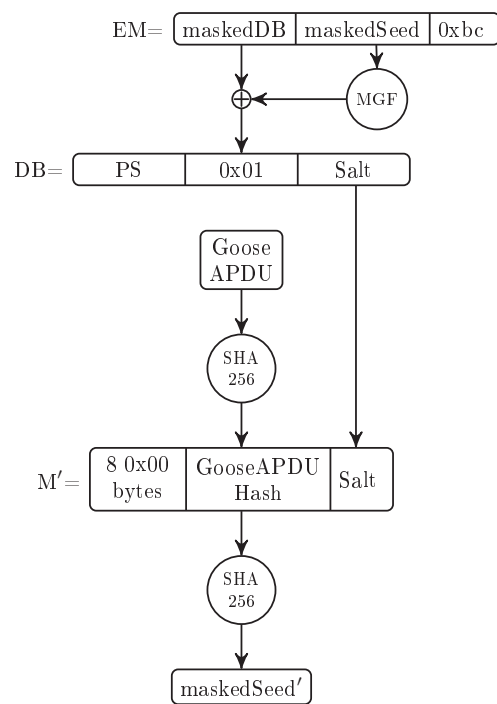 EM= maskedDB maskedSeed 0xbc
MGF
DB= PS 0x01 Salt
Goose
APDU
SHA
256
M′= 8 0x00 bytes GooseAPDU Hash Salt
SHA
256
maskedSeed′